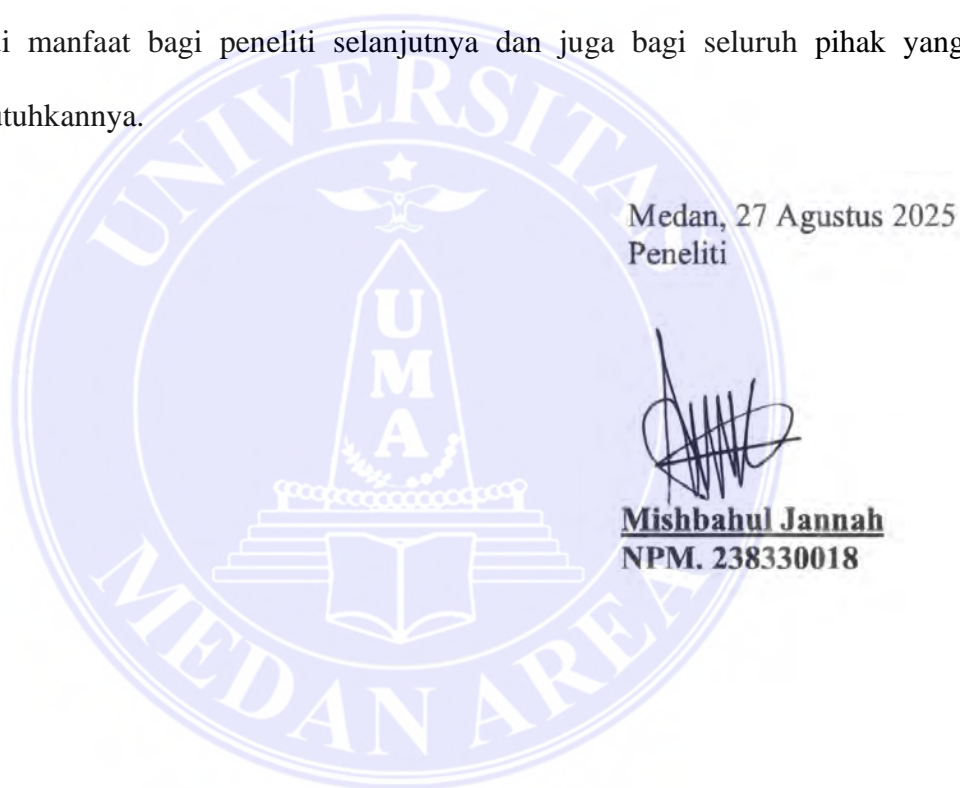 manfaat bagi peneliti selanjutnya dan juga bagi seluruh pihak yang
UNIVERSITAS
Medan, 27 Agustus 2025
Peneliti
U
M
A
Mishbahul Jannah
NPM. 238330018
MEDAN AREA